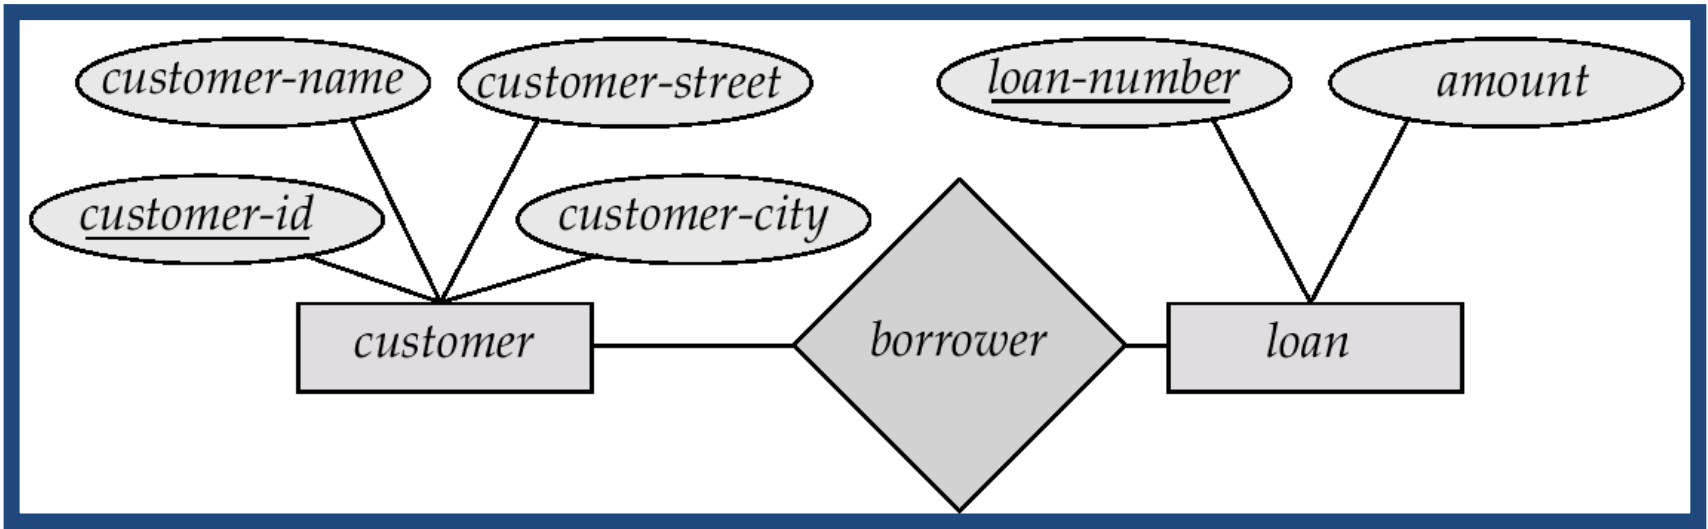 customer-name
customer-street
loan-number
amount
customer-id
customer-city
customer
borrower
loan